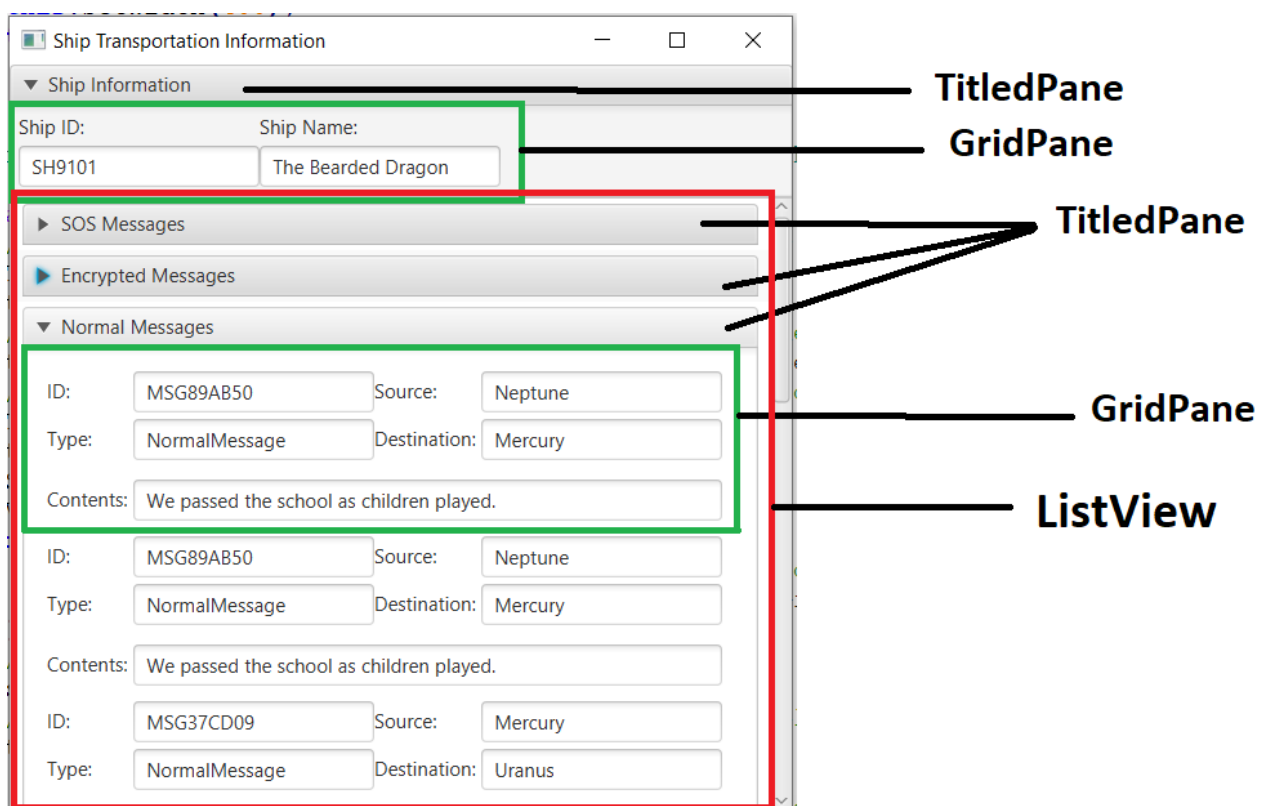 Ship Transportation Information
Ship Information
TitledPane
Ship ID: Ship Name:
GridPane
SH9101 The Bearded Dragon
SOS Messages
TitledPane
Encrypted Messages
Normal Messages
ID: MSG89AB50 Source: Neptune
GridPane
Type: NormalMessage Destination: Mercury
Contents: We passed the school as children played.
ListView
ID: MSG89AB50 Source: Neptune
Type: NormalMessage Destination: Mercury
Contents: We passed the school as children played.
ID: MSG37CD09 Source: Mercury
Type: NormalMessage Destination: Uranus